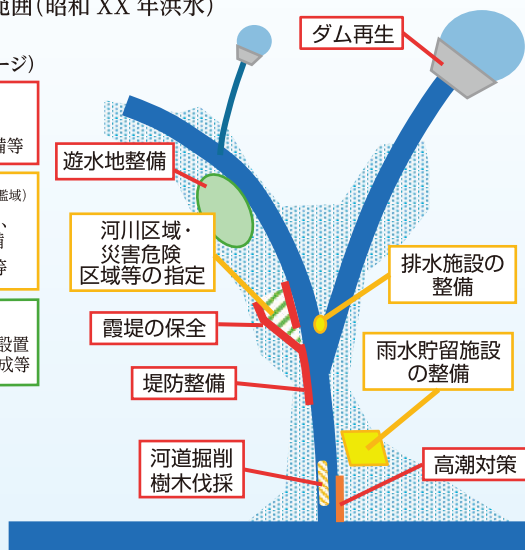 範囲(昭和 XX 年洪水)
ージ)
備等
濫域)
、
備
等
設置
成等
ダム再生
遊水地整備
河川区域・
災害危険
区域等の指定
排水施設の
整備
霞堤の保全
雨水貯留施設
の整備
堤防整備
河道掘削
樹木伐採
高潮対策